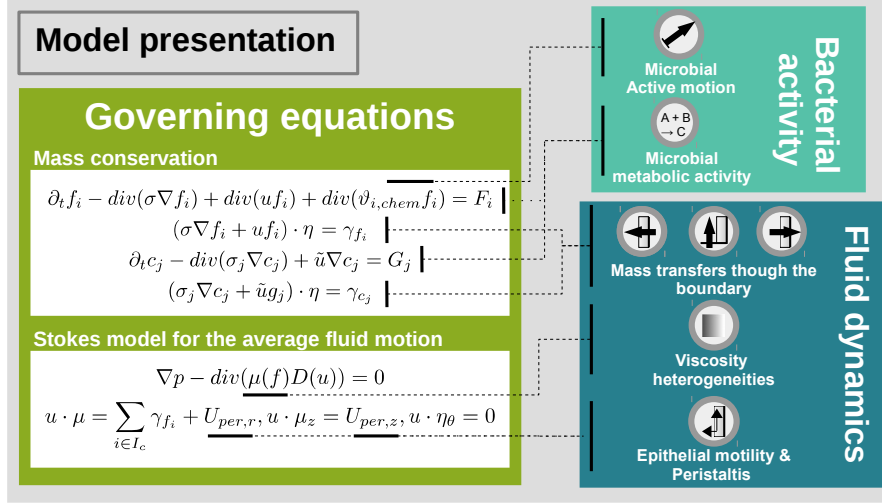 Model presentation
Governing equations
Mass conservation
∂_t f_i − div(σ∇f_i) + div(uf_i) + div(ϑ_{i,chem} f_i) = F_i
(σ∇f_i + uf_i) · η = γ_{f_i}
∂_t c_j − div(σ_j∇c_j) + ũ∇c_j = G_j
(σ_j∇c_j + ũg_j) · η = γ_{c_j}
Stokes model for the average fluid motion
∇p − div(μ(f)D(u)) = 0
u · μ = ∑_{i∈I_c} γ_{f_i} + U_{per,r}, u · μ_z = U_{per,z}, u · η_θ = 0
Bacterial
activity
Microbial
Active motion
A + B
→ C
Microbial
metabolic activity
Fluid dynamics
Mass transfers though the
boundary
Viscosity
heterogeneities
Epithelial motility &
Peristaltis